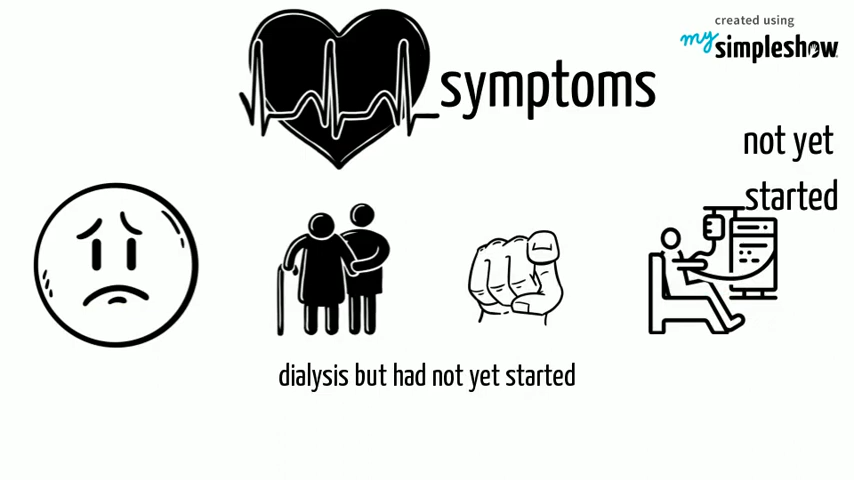 created using
my simpleshow
symptoms
not yet
started
dialysis but had not yet started